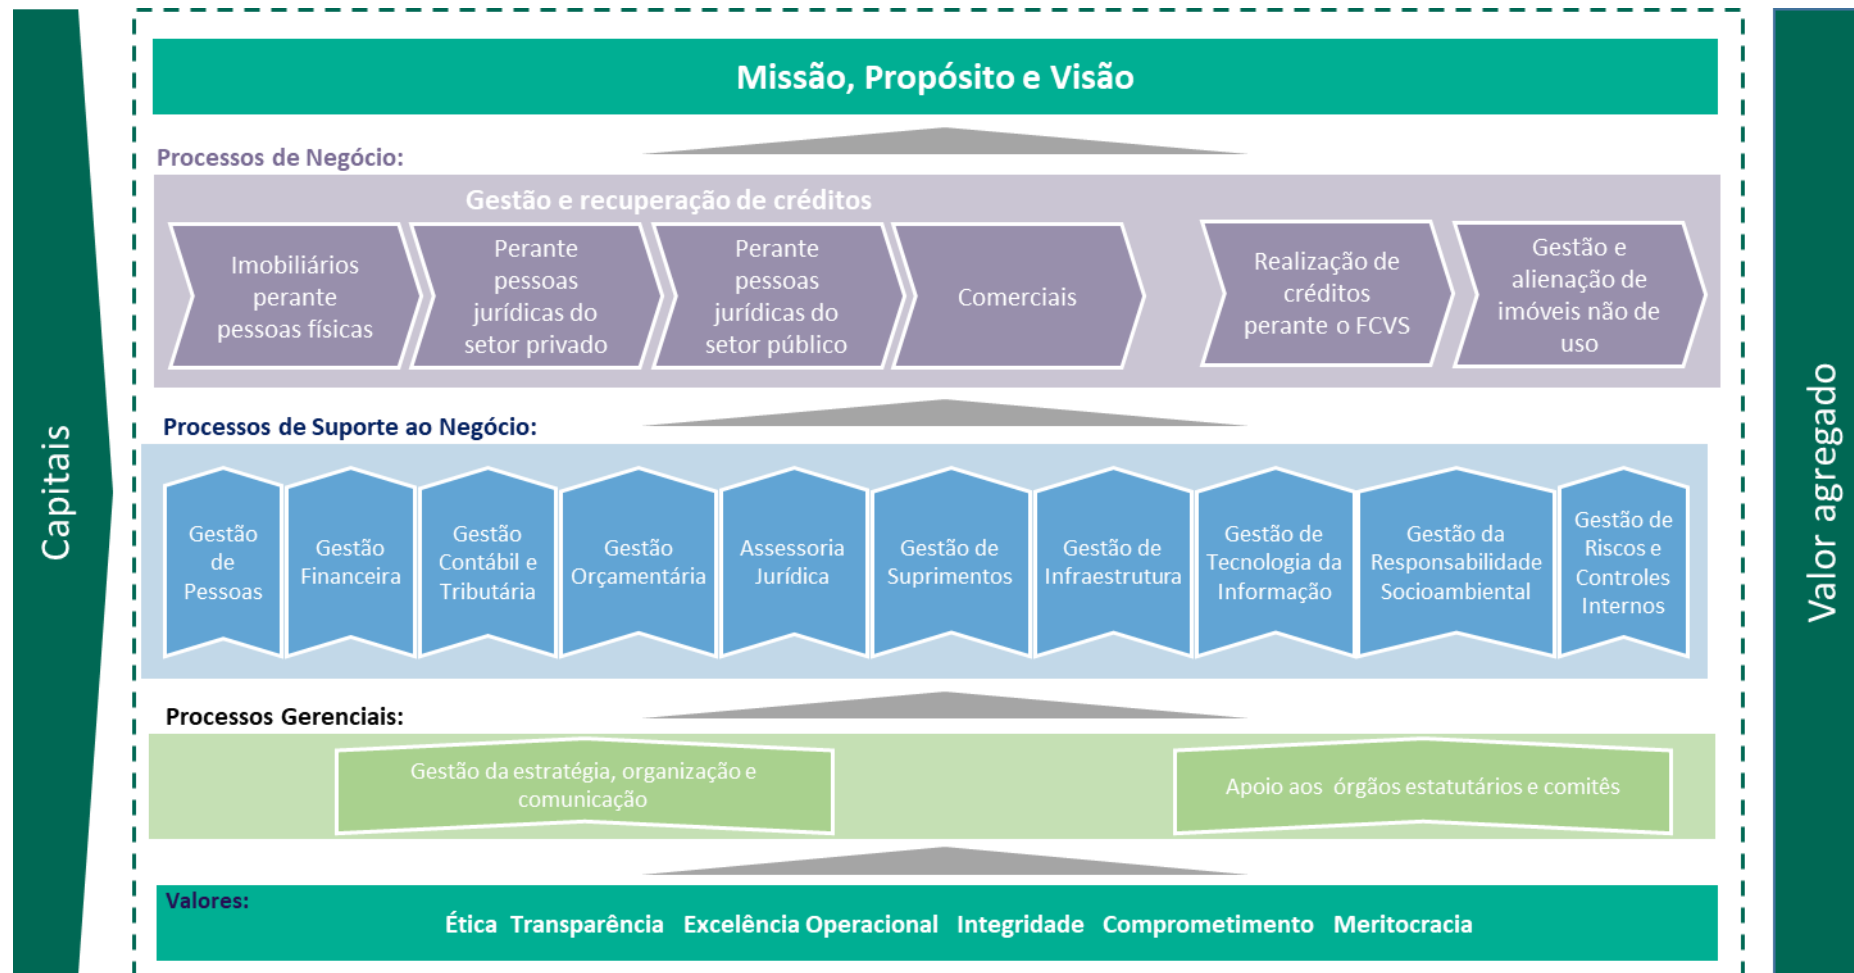 Missão, Propósito e Visão
Processos de Negócio:
Gestão e recuperação de créditos
Imobiliários
perante
pessoas físicas
Perante
pessoas
jurídicas do
setor privado
Perante
pessoas
jurídicas do
setor público
Comerciais
Realização de
créditos
perante o FCVS
Gestão e
alienação de
imóveis não de
uso
Processos de Suporte ao Negócio:
Gestão
de
Pessoas
Gestão
Financeira
Gestão
Contábil e
Tributária
Gestão
Orçamentária
Assessoria
Jurídica
Gestão de
Suprimentos
Gestão de
Infraestrutura
Gestão de
Tecnologia da
Informação
Gestão da
Responsabilidade
Socioambiental
Gestão de
Riscos e
Controles
Internos
Processos Gerenciais:
Gestão da estratégia, organização e
comunicação
Apoio aos órgãos estatutários e comitês
Valores:
Ética Transparência Excelência Operacional Integridade Comprometimento Meritocracia
Capitais
Valor agregado